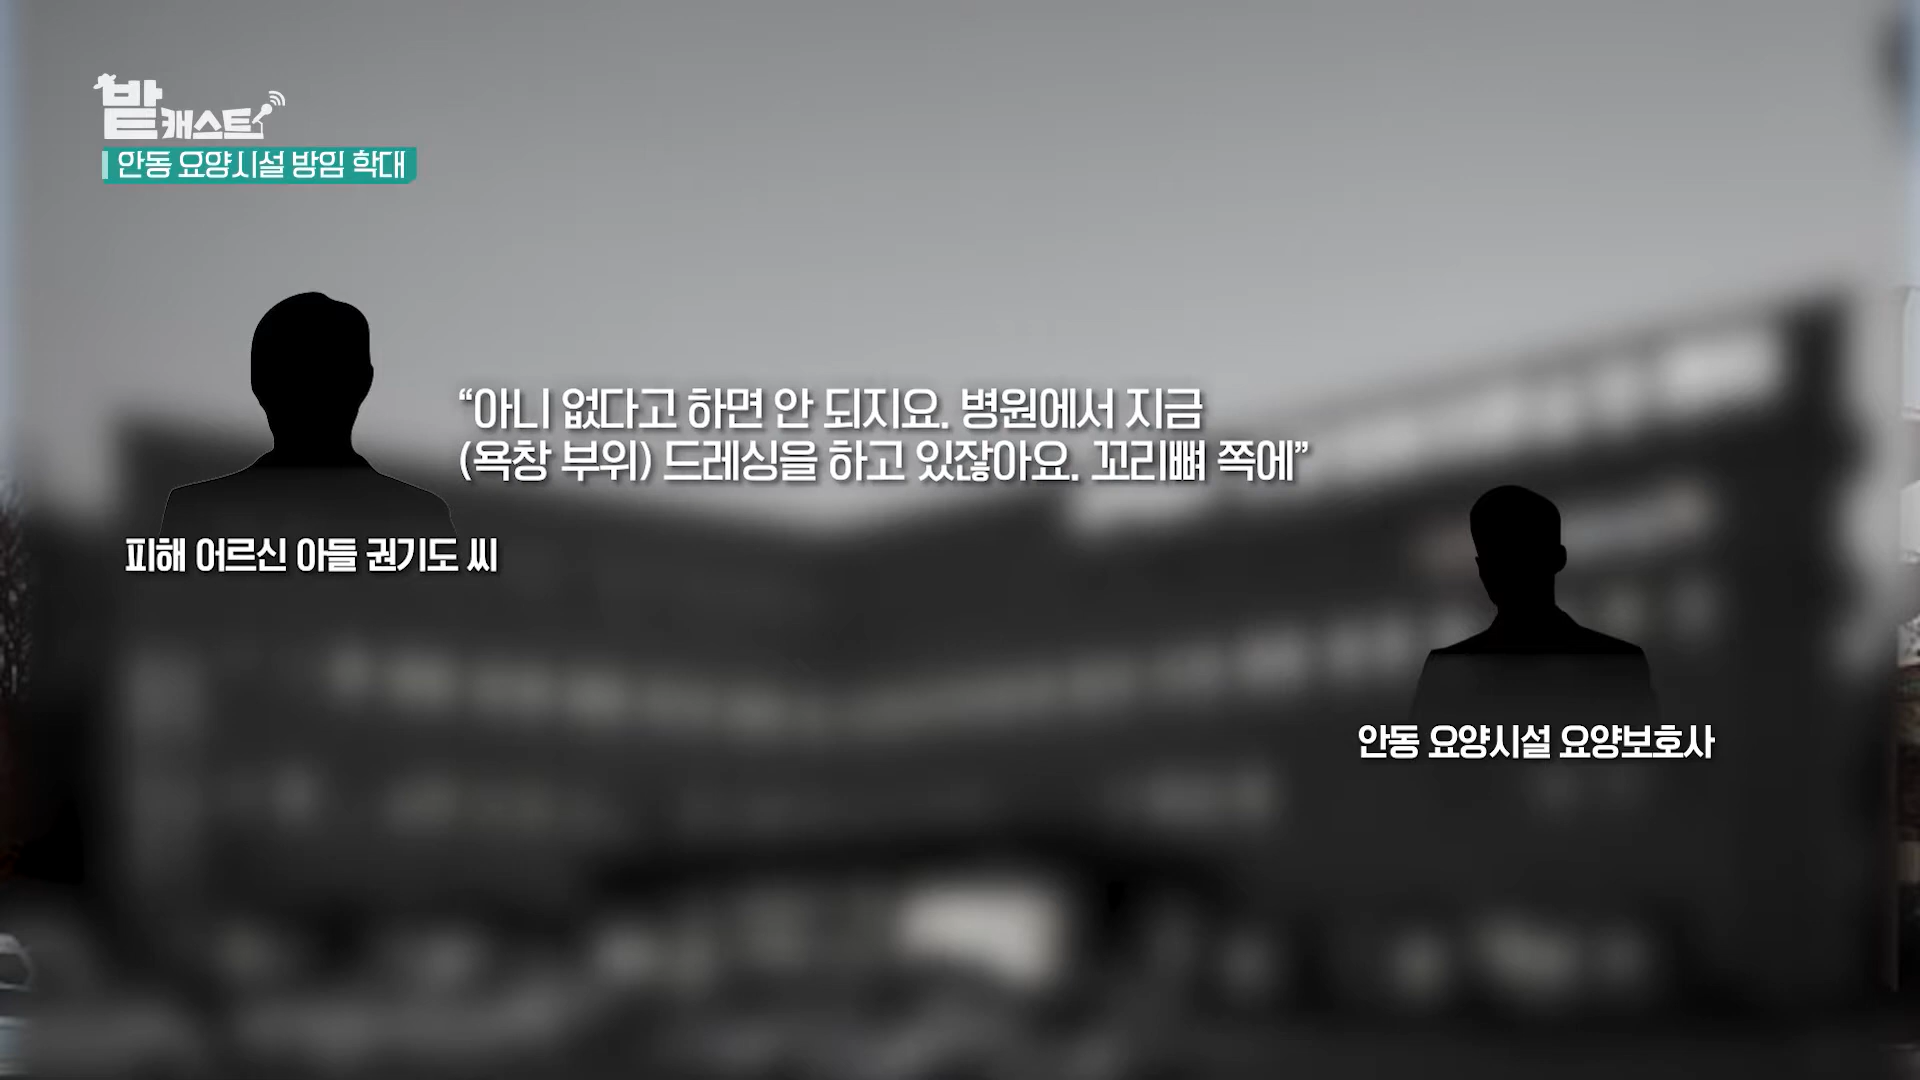 밭캐스트
안동 요양시설 방임 학대
“아니 없다고 하면 안 되지요. 병원에서 지금
(욕창 부위) 드레싱을 하고 있잖아요. 꼬리뼈 쪽에”
피해 어르신 아들 권기도 씨
안동 요양시설 요양보호사